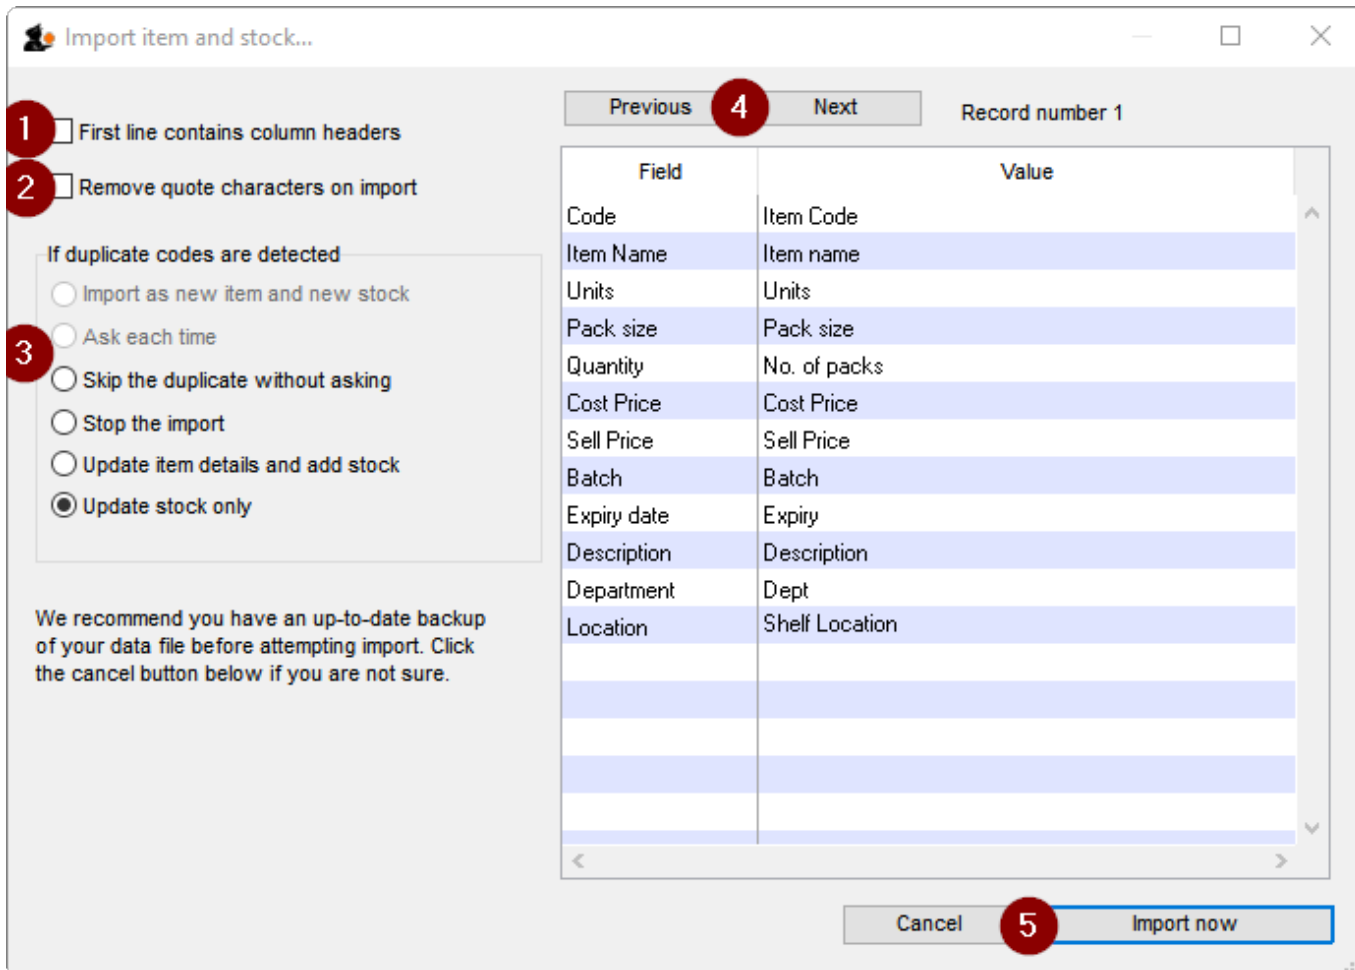 Import item and stock...
1 First line contains column headers
2 Remove quote characters on import
If duplicate codes are detected
Import as new item and new stock
Ask each time
3
Skip the duplicate without asking
Stop the import
Update item details and add stock
Update stock only
We recommend you have an up-to-date backup
of your data file before attempting import. Click
the cancel button below if you are not sure.
Previous 4 Next Record number 1
Field Value
Code Item Code
Item Name Item name
Units Units
Pack size Pack size
Quantity No. of packs
Cost Price Cost Price
Sell Price Sell Price
Batch Batch
Expiry date Expiry
Description Description
Department Dept
Location Shelf Location
Cancel 5 Import now